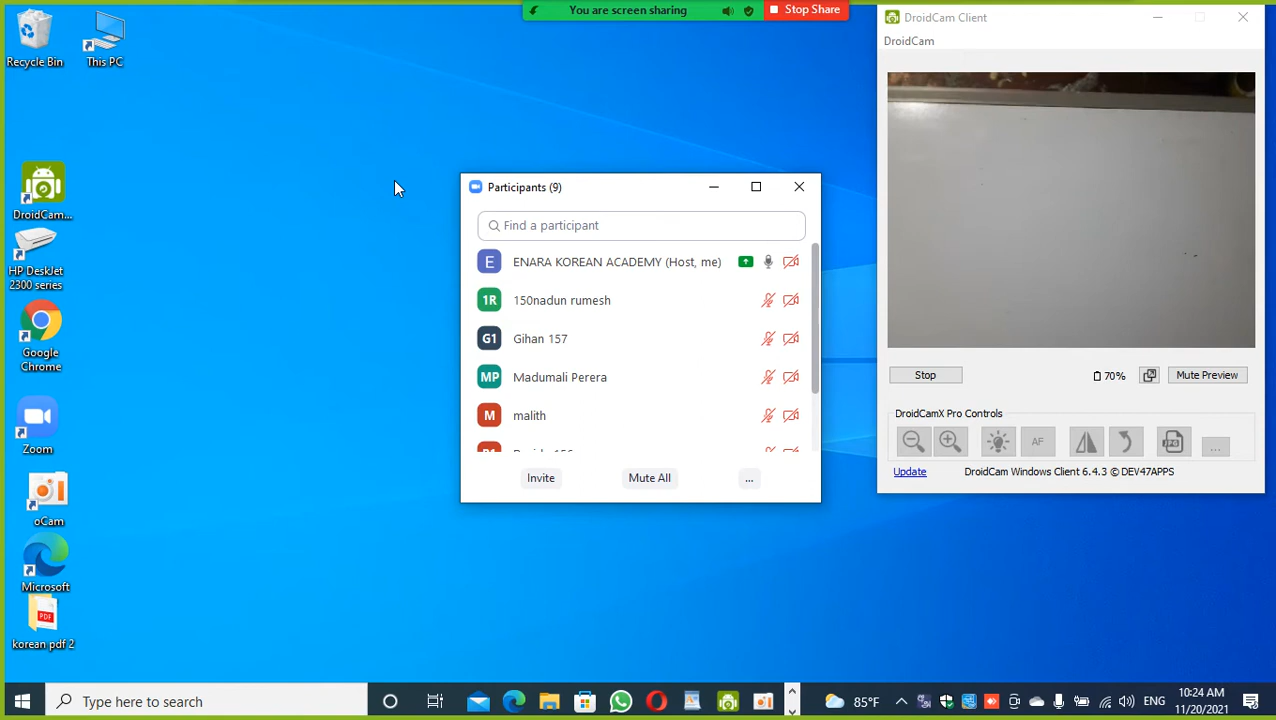 You are screen sharing
Stop Share
Recycle Bin
This PC
DroidCam Client
DroidCam
Participants (9)
Find a participant
E
ENARA KOREAN ACADEMY (Host, me)
1R
150nadun rumesh
G1
Gihan 157
MP
Madumali Perera
M
malith
Invite
Mute All
...
Stop
70%
Mute Preview
DroidCamX Pro Controls
AF
JPG
...
Update
DroidCam Windows Client 6.4.3 © DEV47APPS
DroidCam...
HP DeskJet
2300 series
Google
Chrome
Zoom
oCam
Microsoft
PDF
korean pdf 2
Type here to search
85°F
ENG
10:24 AM
11/20/2021